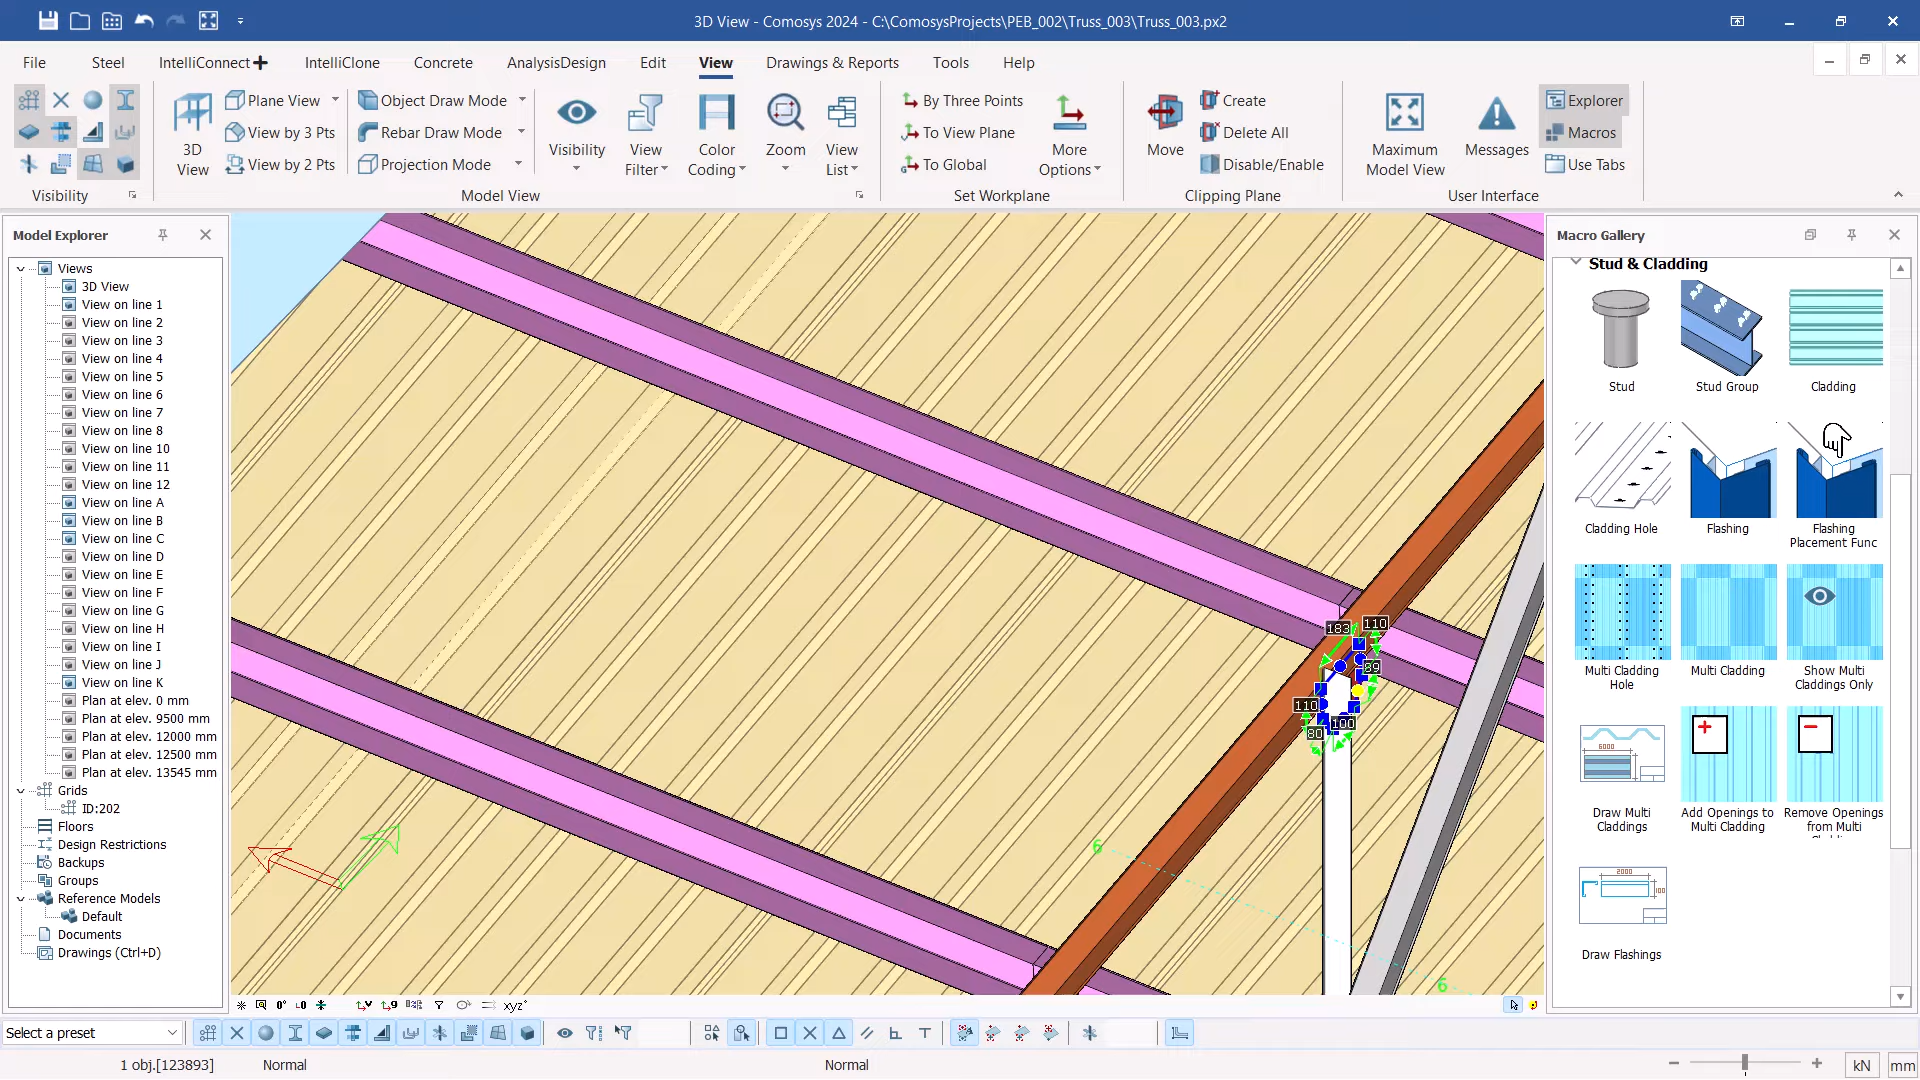 3D View - Comosys 2024 - C:\ComosysProjects\PEB_002\Truss_003\Truss_003.px2
File
Steel
IntelliConnect
IntelliClone
Concrete
AnalysisDesign
Edit
View
Drawings & Reports
Tools
Help
Visibility
3D View
Plane View
View by 3 Pts
View by 2 Pts
Object Draw Mode
Rebar Draw Mode
Projection Mode
Visibility
View Filter
Color Coding
Zoom
View List
Model View
By Three Points
To View Plane
To Global
More Options
Set Workplane
Move
Create
Delete All
Disable/Enable
Clipping Plane
Maximum Model View
Messages
Explorer
Macros
Use Tabs
User Interface
Model Explorer
Views
3D View
View on line 1
View on line 2
View on line 3
View on line 4
View on line 5
View on line 6
View on line 7
View on line 8
View on line 10
View on line 11
View on line 12
View on line A
View on line B
View on line C
View on line D
View on line E
View on line F
View on line G
View on line H
View on line I
View on line J
View on line K
Plan at elev. 0 mm
Plan at elev. 9500 mm
Plan at elev. 12000 mm
Plan at elev. 12500 mm
Plan at elev. 13545 mm
Grids
ID:202
Floors
Design Restrictions
Backups
Groups
Reference Models
Default
Documents
Drawings (Ctrl+D)
183
110
89
110
100
80
6
6
Macro Gallery
Stud & Cladding
Stud
Stud Group
Cladding
Cladding Hole
Flashing
Flashing Placement Func
Multi Cladding Hole
Multi Cladding
Show Multi Claddings Only
6000
Draw Multi Claddings
Add Openings to Multi Cladding
Remove Openings from Multi
2000
100
Draw Flashings
xyz
Select a preset
1 obj.[123893]
Normal
Normal
kN
mm